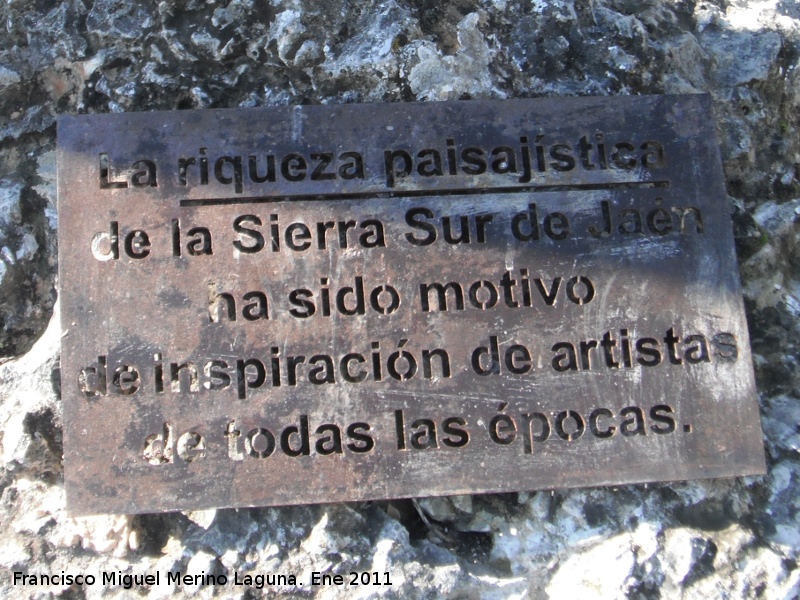 La riqueza paisajística
de la Sierra Sur de Jaén
ha sido motivo
de inspiración de artistas
de todas las épocas.
Francisco Miguel Merino Laguna. Ene 2011